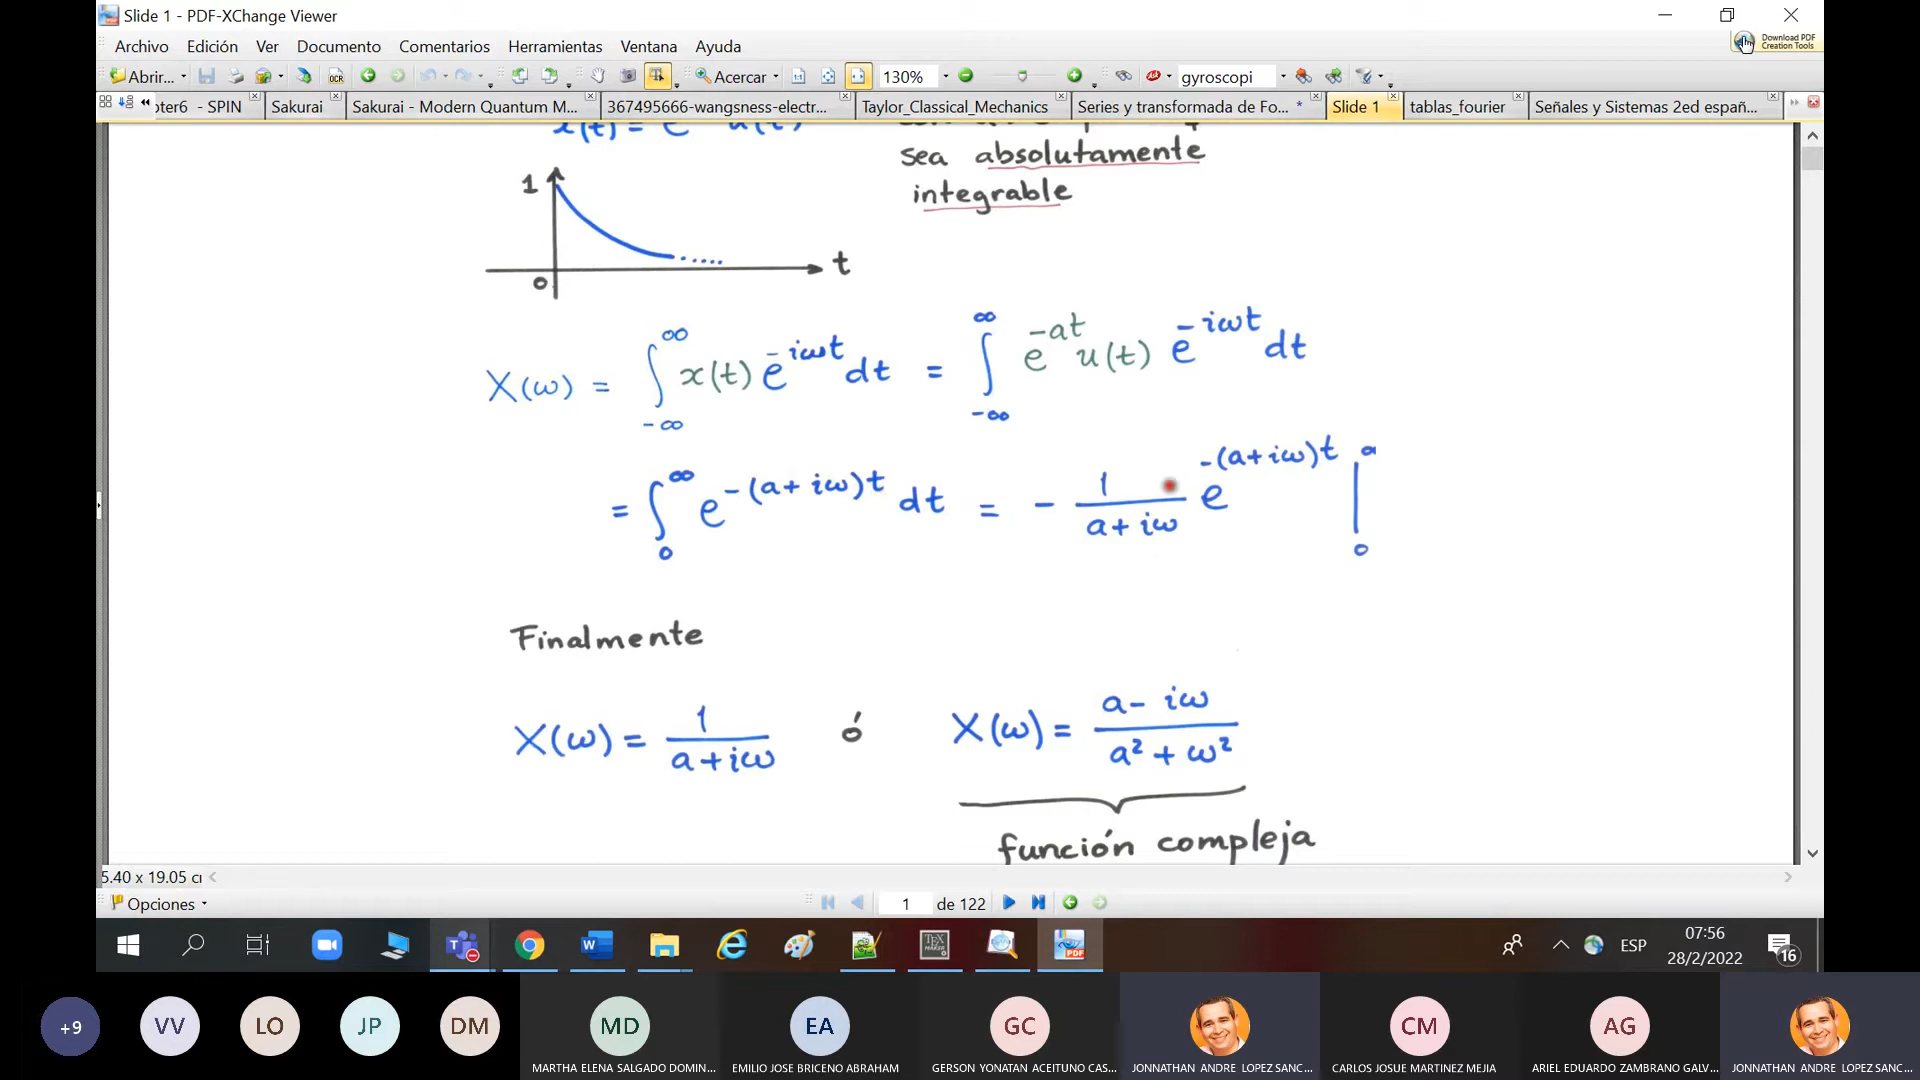 Slide 1 - PDF-XChange Viewer
Archivo Edición Ver Documento Comentarios Herramientas Ventana Ayuda
Download PDF
Creation Tools
Abrir... OCR Acercar 130% gyroscopi
oter6 - SPIN Sakurai Sakurai - Modern Quantum M... 367495666-wangsness-electr... Taylor_Classical_Mechanics Series y transformada de Fo... * Slide 1 tablas_fourier Señales y Sistemas 2ed españ...
sea absolutamente
integrable
1
0
t
X(ω) = ∫_{-∞}^{∞} x(t) e^{-iωt} dt = ∫_{-∞}^{∞} e^{-at} u(t) e^{-iωt} dt
= ∫_{0}^{∞} e^{-(a+iω)t} dt = - 1/(a+iω) e^{-(a+iω)t} |_{0}
Finalmente
X(ω) = 1/(a+iω) ó X(ω) = (a-iω)/(a²+ω²)
función compleja
5.40 x 19.05 c
Opciones 1 de 122
ESP
07:56
28/2/2022
16
+9 VV LO JP DM MD EA GC CM AG
MARTHA ELENA SALGADO DOMIN... EMILIO JOSE BRICENO ABRAHAM GERSON YONATAN ACEITUNO CAS... JONNATHAN ANDRE LOPEZ SANC... CARLOS JOSUE MARTINEZ MEJIA ARIEL EDUARDO ZAMBRANO GALV... JONNATHAN ANDRE LOPEZ SANC...